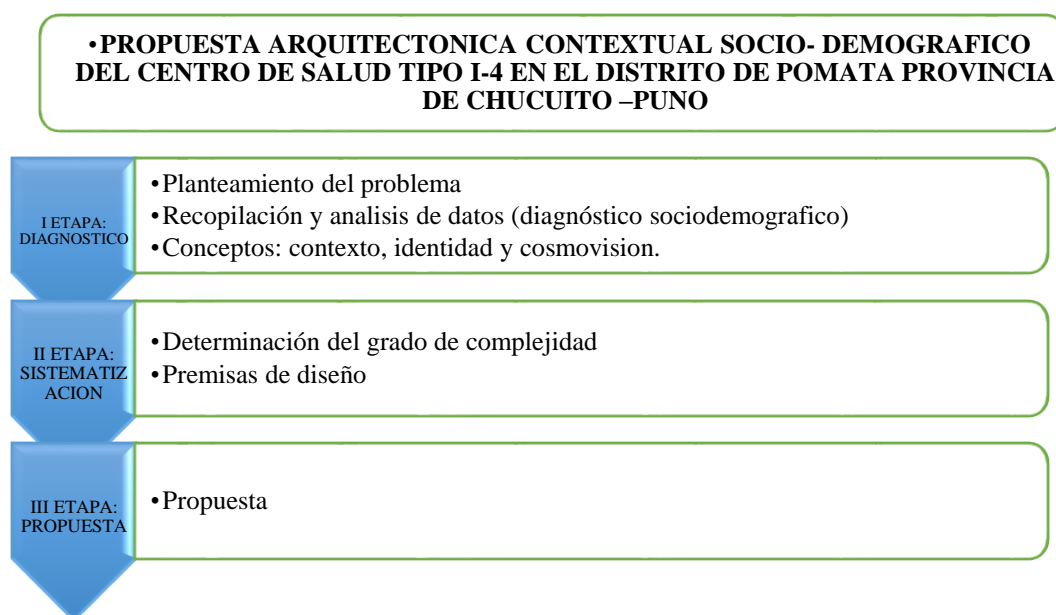 •PROPUESTA ARQUITECTONICA CONTEXTUAL SOCIO- DEMOGRAFICO
DEL CENTRO DE SALUD TIPO I-4 EN EL DISTRITO DE POMATA PROVINCIA
DE CHUCUITO –PUNO
I ETAPA:
DIAGNOSTICO
•Planteamiento del problema
•Recopilación y analisis de datos (diagnóstico sociodemografico)
•Conceptos: contexto, identidad y cosmovision.
II ETAPA:
SISTEMATIZ
ACION
•Determinación del grado de complejidad
•Premisas de diseño
III ETAPA:
PROPUESTA
•Propuesta